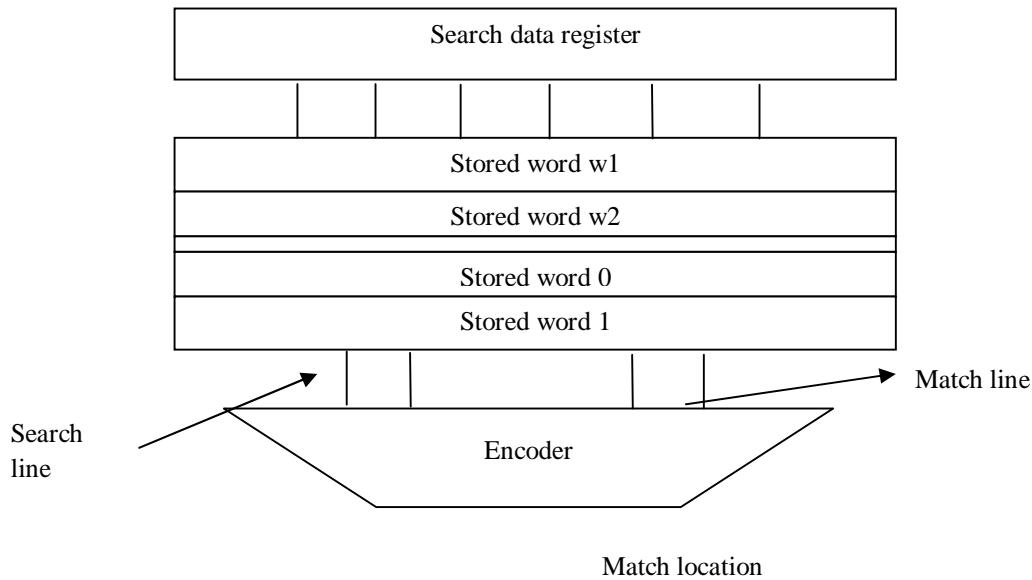 Search data register
Stored word w1
Stored word w2
Stored word 0
Stored word 1
Match line
Search
line
Encoder
Match location